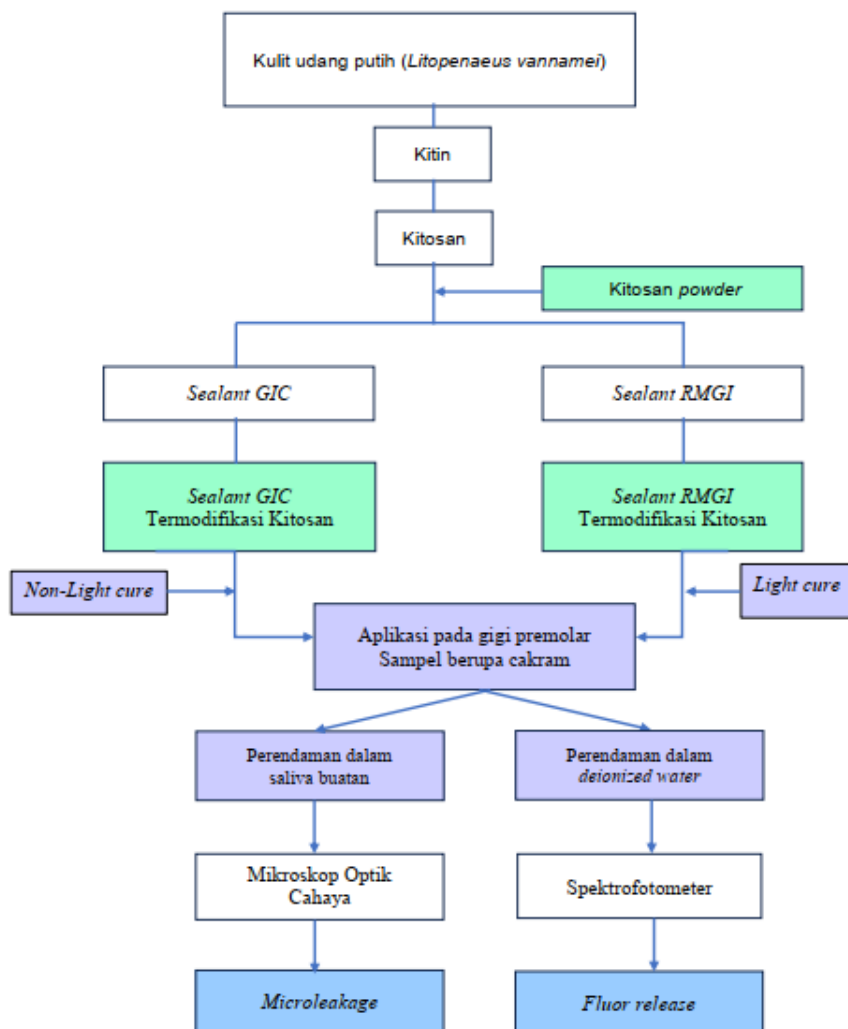 Kulit udang putih (Litopenaeus vannamei)
Kitin
Kitosan
Kitosan powder
Sealant GIC
Sealant RMGI
Sealant GIC
Termodifikasi Kitosan
Sealant RMGI
Termodifikasi Kitosan
Non-Light cure
Light cure
Aplikasi pada gigi premolar
Sampel berupa cakram
Perendaman dalam
saliva buatan
Perendaman dalam
deionized water
Mikroskop Optik
Cahaya
Spektrofotometer
Microleakage
Fluor release